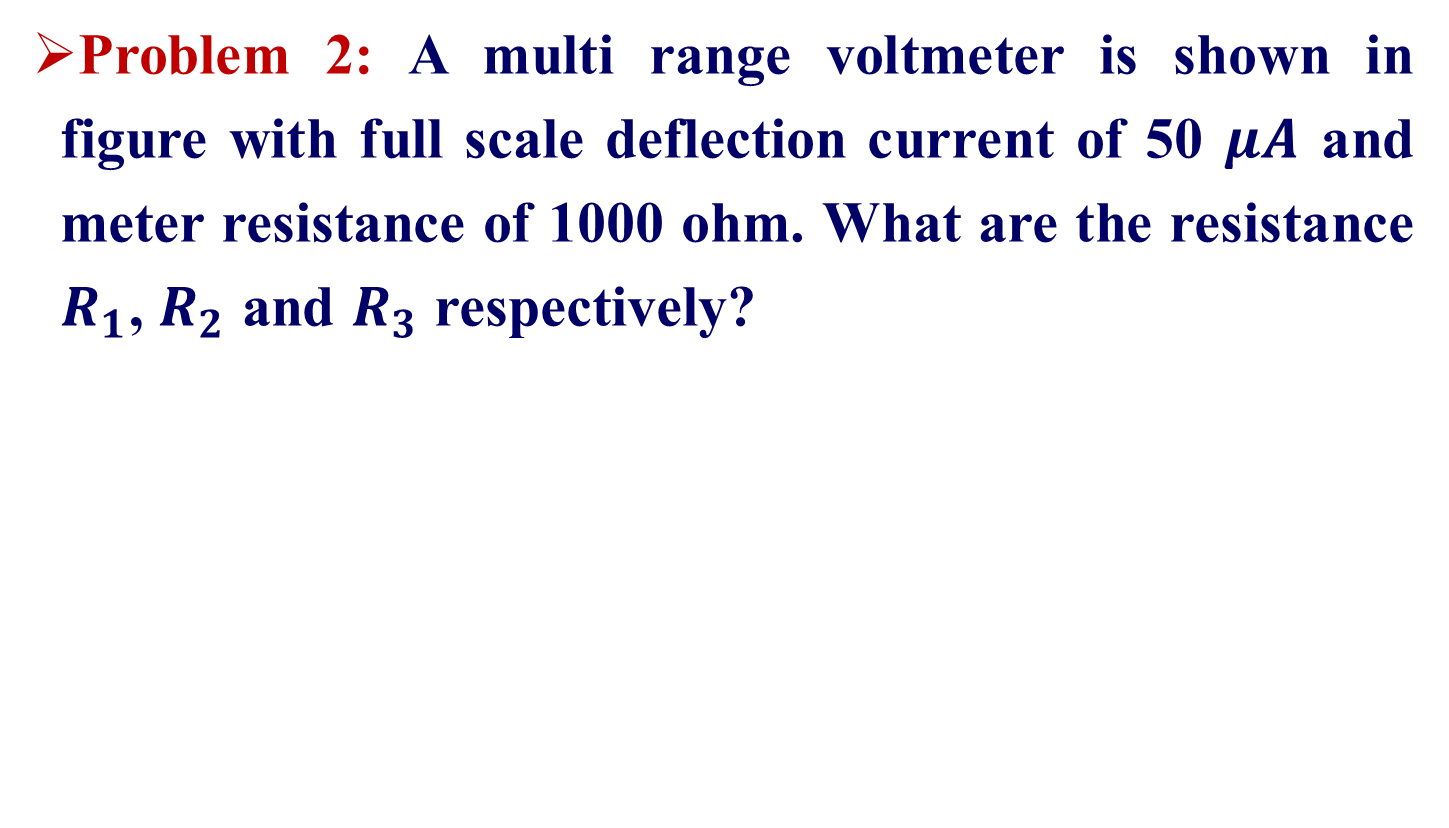 ➢Problem 2: A multi range voltmeter is shown in
figure with full scale deflection current of 50 𝝁𝑨 and
meter resistance of 1000 ohm. What are the resistance
𝑹₁, 𝑹₂ and 𝑹₃ respectively?